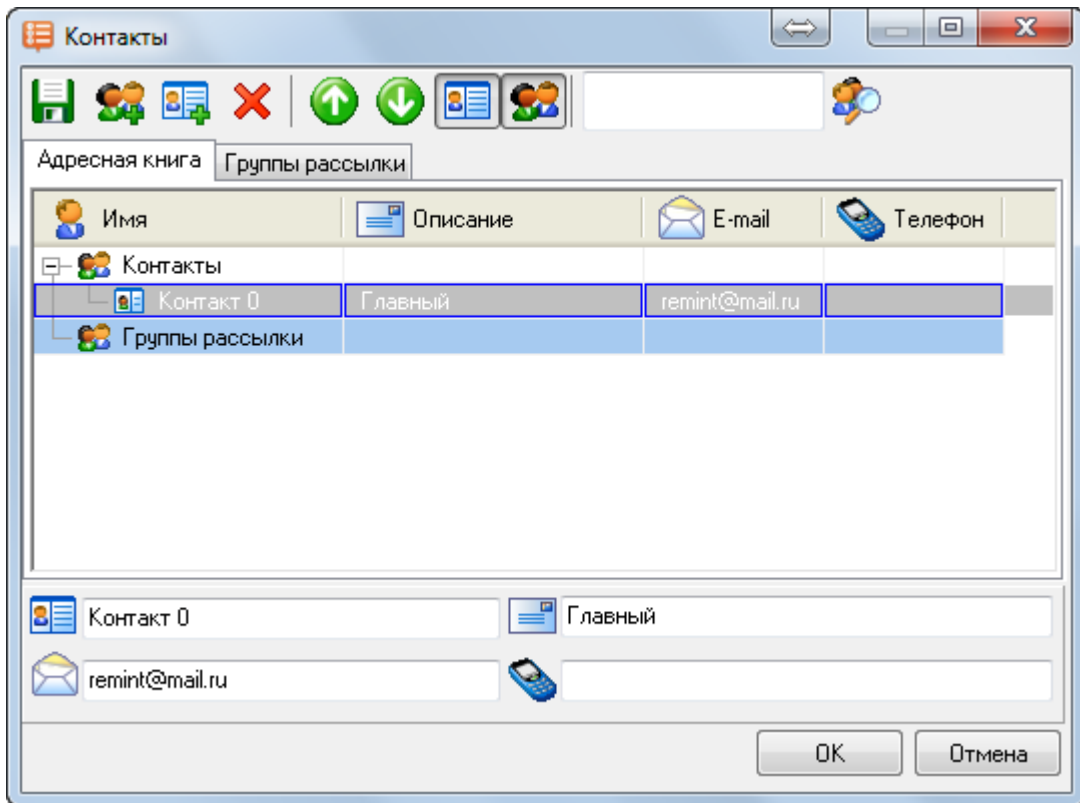 Контакты
Адресная книга Группы рассылки
Имя Описание E-mail Телефон
Контакты
Контакт 0 Главный remint@mail.ru
Группы рассылки
Контакт 0 Главный
remint@mail.ru
OK Отмена